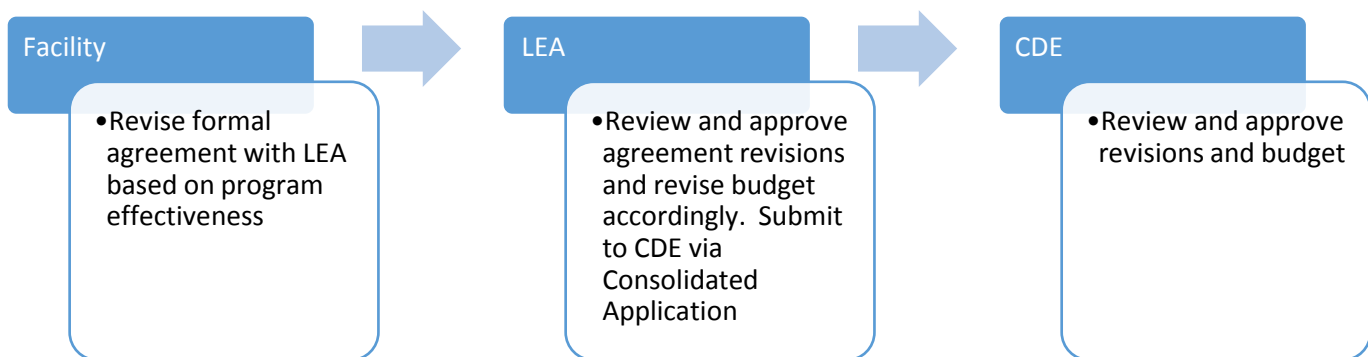 Facility
•Revise formal
agreement with LEA
based on program
effectiveness
LEA
•Review and approve
agreement revisions
and revise budget
accordingly.  Submit
to CDE via
Consolidated
Application
CDE
•Review and approve
revisions and budget